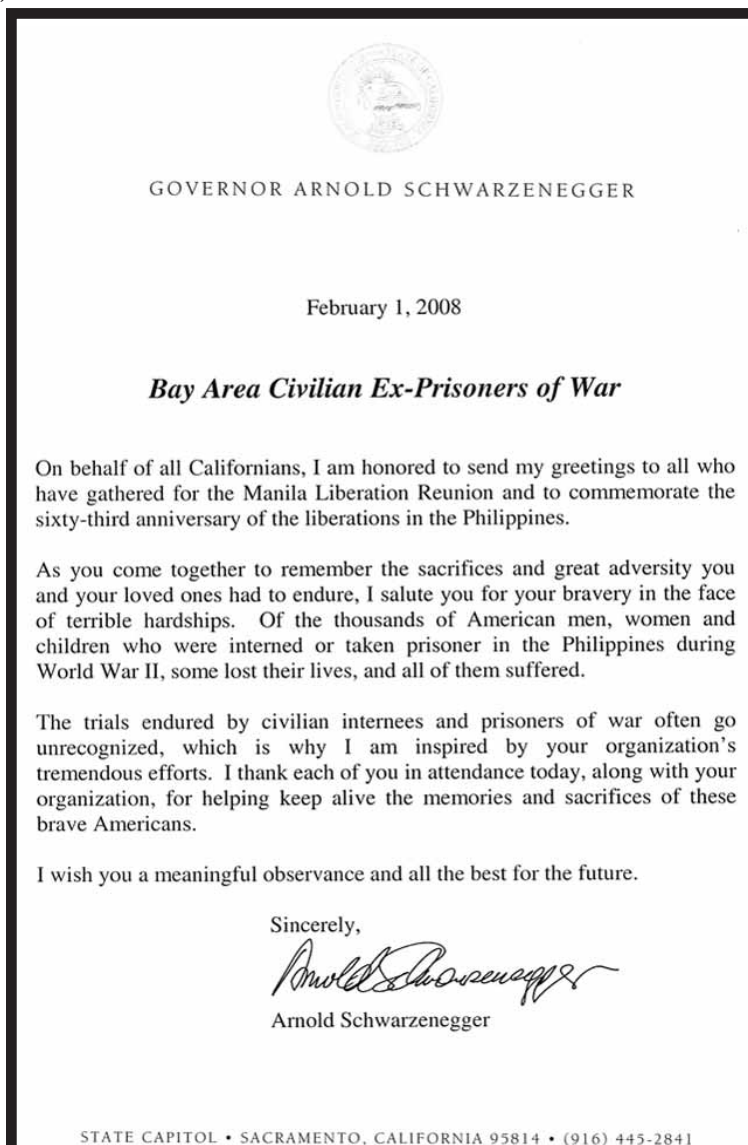 GOVERNOR ARNOLD SCHWARZENEGGER
February 1, 2008
Bay Area Civilian Ex-Prisoners of War
On behalf of all Californians, I am honored to send my greetings to all who
have gathered for the Manila Liberation Reunion and to commemorate the
sixty-third anniversary of the liberations in the Philippines.
As you come together to remember the sacrifices and great adversity you
and your loved ones had to endure, I salute you for your bravery in the face
of terrible hardships. Of the thousands of American men, women and
children who were interned or taken prisoner in the Philippines during
World War II, some lost their lives, and all of them suffered.
The trials endured by civilian internees and prisoners of war often go
unrecognized, which is why I am inspired by your organization's
tremendous efforts. I thank each of you in attendance today, along with your
organization, for helping keep alive the memories and sacrifices of these
brave Americans.
I wish you a meaningful observance and all the best for the future.
Sincerely,
Arnold Schwarzenegger
Arnold Schwarzenegger
STATE CAPITOL • SACRAMENTO, CALIFORNIA 95814 • (916) 445-2841